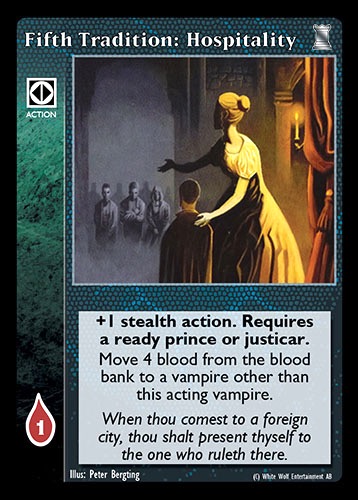 Fifth Tradition: Hospitality
ACTION
+1 stealth action. Requires
a ready prince or justicar.
Move 4 blood from the blood
bank to a vampire other than
this acting vampire.
When thou comest to a foreign
city, thou shalt present thyself to
the one who ruleth there.
1
Illus: Peter Bergting
(C) White Wolf Entertainment AB